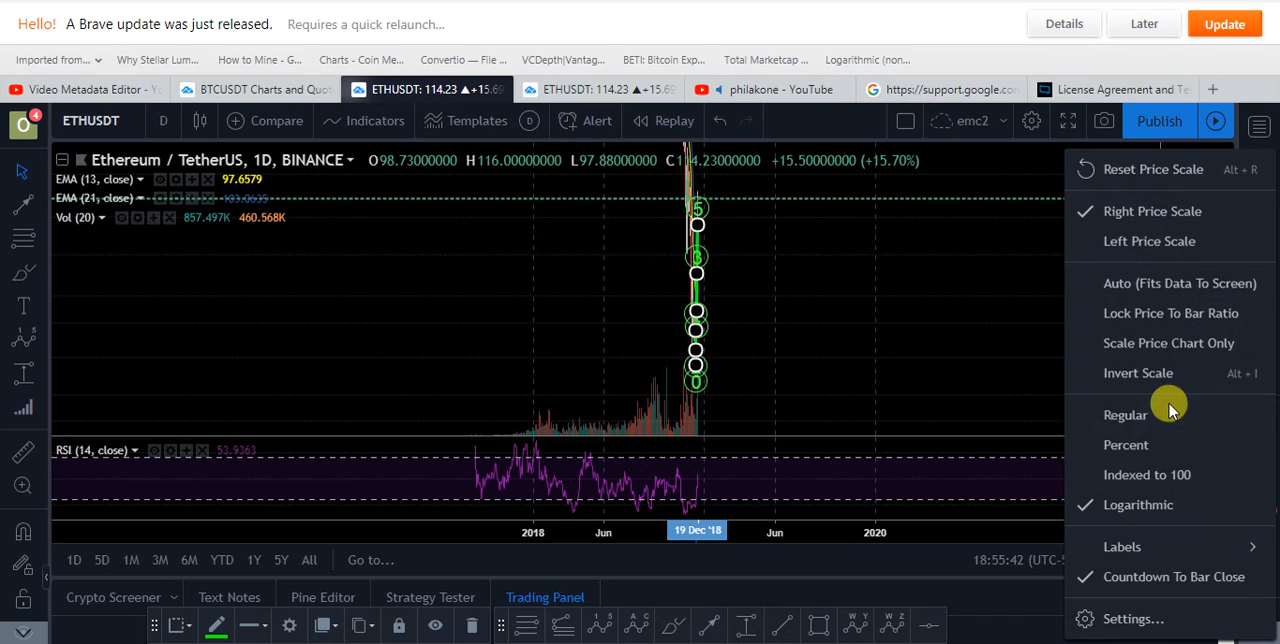 Hello! A Brave update was just released. Requires a quick relaunch... Details Later Update
Imported from... Why Stellar Lum... How to Mine - G... Charts - Coin Me... Convertio — File ... VCDepth|Vantag... BETI: Bitcoin Exp... Total Marketcap ... Logarithmic (non...
Video Metadata Editor - Y BTCUSDT Charts and Quot ETHUSDT: 114.23 ▲+15.69 ETHUSDT: 114.23 ▲+15.69 philakone - YouTube https://support.google.con License Agreement and Te
O 4 ETHUSDT D Compare Indicators Templates D Alert Replay emc2 Publish
Ethereum / TetherUS, 1D, BINANCE O98.73000000 H116.00000000 L97.88000000 C114.23000000 +15.50000000 (+15.70%)
EMA (13, close) 97.6579
EMA (21, close) 103.0635
Vol (20) 857.497K 460.568K
5
3
0
RSI (14, close) 53.9363
2018 Jun 19 Dec '18 Jun 2020
1D 5D 1M 3M 6M YTD 1Y 5Y All Go to... 18:55:42 (UTC-5
Crypto Screener Text Notes Pine Editor Strategy Tester Trading Panel
Reset Price Scale Alt + R
Right Price Scale
Left Price Scale
Auto (Fits Data To Screen)
Lock Price To Bar Ratio
Scale Price Chart Only
Invert Scale Alt + I
Regular
Percent
Indexed to 100
Logarithmic
Labels
Countdown To Bar Close
Settings...